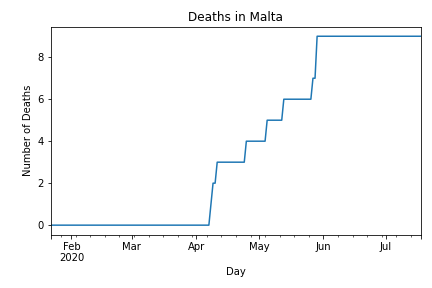 Deaths in Malta
Number of Deaths
8
6
4
2
0
Feb
2020
Mar
Apr
May
Jun
Jul
Day